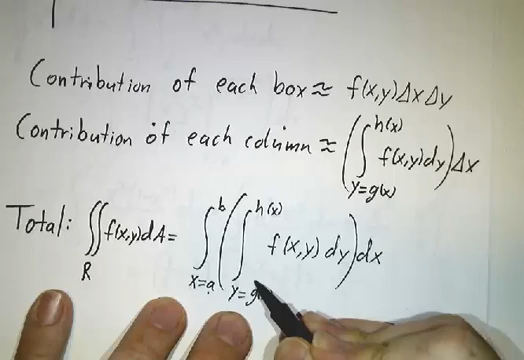 Contribution of each box ≈ f(x,y)ΔxΔy
Contribution of each column ≈ (∫_{y=g(x)}^{h(x)} f(x,y)dy)Δx
Total: ∬_R f(x,y)dA = ∫_{x=a}^{b} (∫_{y=g}^{h(x)} f(x,y) dy)dx